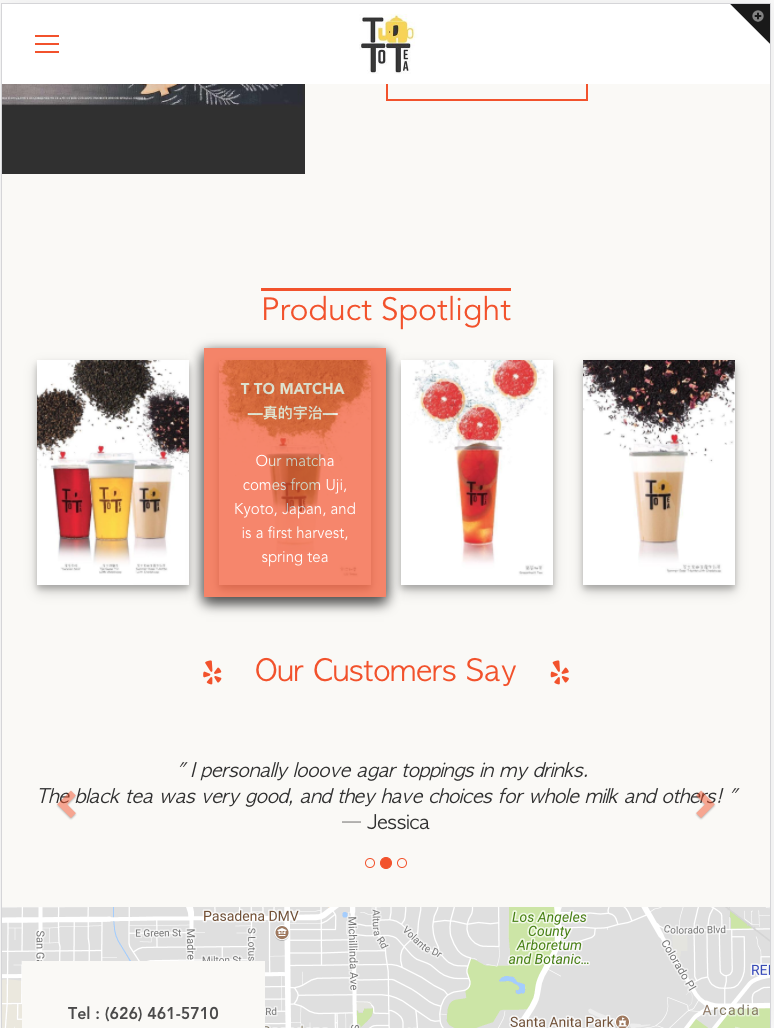 T TO TEA
Product Spotlight
T TO MATCHA
—真的宇治—
Our matcha
comes from Uji,
Kyoto, Japan, and
is a first harvest,
spring tea
Our Customers Say
" I personally looove agar toppings in my drinks.
The black tea was very good, and they have choices for whole milk and others! "
— Jessica
Pasadena DMV
E Green St
Madre
S Lotus
Michilinda Ave
Altura Rd
Volante Dr
Los Angeles
County
Arboretum
and Botanic...
Colorado Blvd
Colorado Pl
San G
Milton St
Rd
Santa Anita Park
Arcadia
Tel : (626) 461-5710